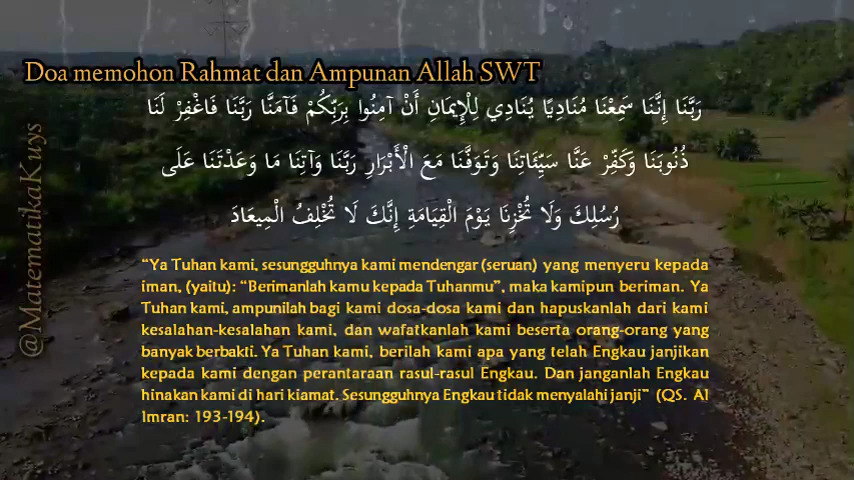 Doa memohon Rahmat dan Ampunan Allah SWT
رَبَّنَا إِنَّنَا سَمِعْنَا مُنَادِيًا يُنَادِي لِلْإِيمَانِ أَنْ آمِنُوا بِرَبِّكُمْ فَآمَنَّا رَبَّنَا فَاغْفِرْ لَنَا
ذُنُوبَنَا وَكَفِّرْ عَنَّا سَيِّئَاتِنَا وَتَوَفَّنَا مَعَ الْأَبْرَارِ رَبَّنَا وَآتِنَا مَا وَعَدْتَنَا عَلَى
رُسُلِكَ وَلَا تُخْزِنَا يَوْمَ الْقِيَامَةِ إِنَّكَ لَا تُخْلِفُ الْمِيعَادَ
“Ya Tuhan kami, sesungguhnya kami mendengar (seruan) yang menyeru kepada
iman, (yaitu): “Berimanlah kamu kepada Tuhanmu”, maka kamipun beriman. Ya
Tuhan kami, ampunilah bagi kami dosa-dosa kami dan hapuskanlah dari kami
kesalahan-kesalahan kami, dan wafatkanlah kami beserta orang-orang yang
banyak berbakti. Ya Tuhan kami, berilah kami apa yang telah Engkau janjikan
kepada kami dengan perantaraan rasul-rasul Engkau. Dan janganlah Engkau
hinakan kami di hari kiamat. Sesungguhnya Engkau tidak menyalahi janji” (QS. Al
Imran: 193-194).
@MatematikaKuys